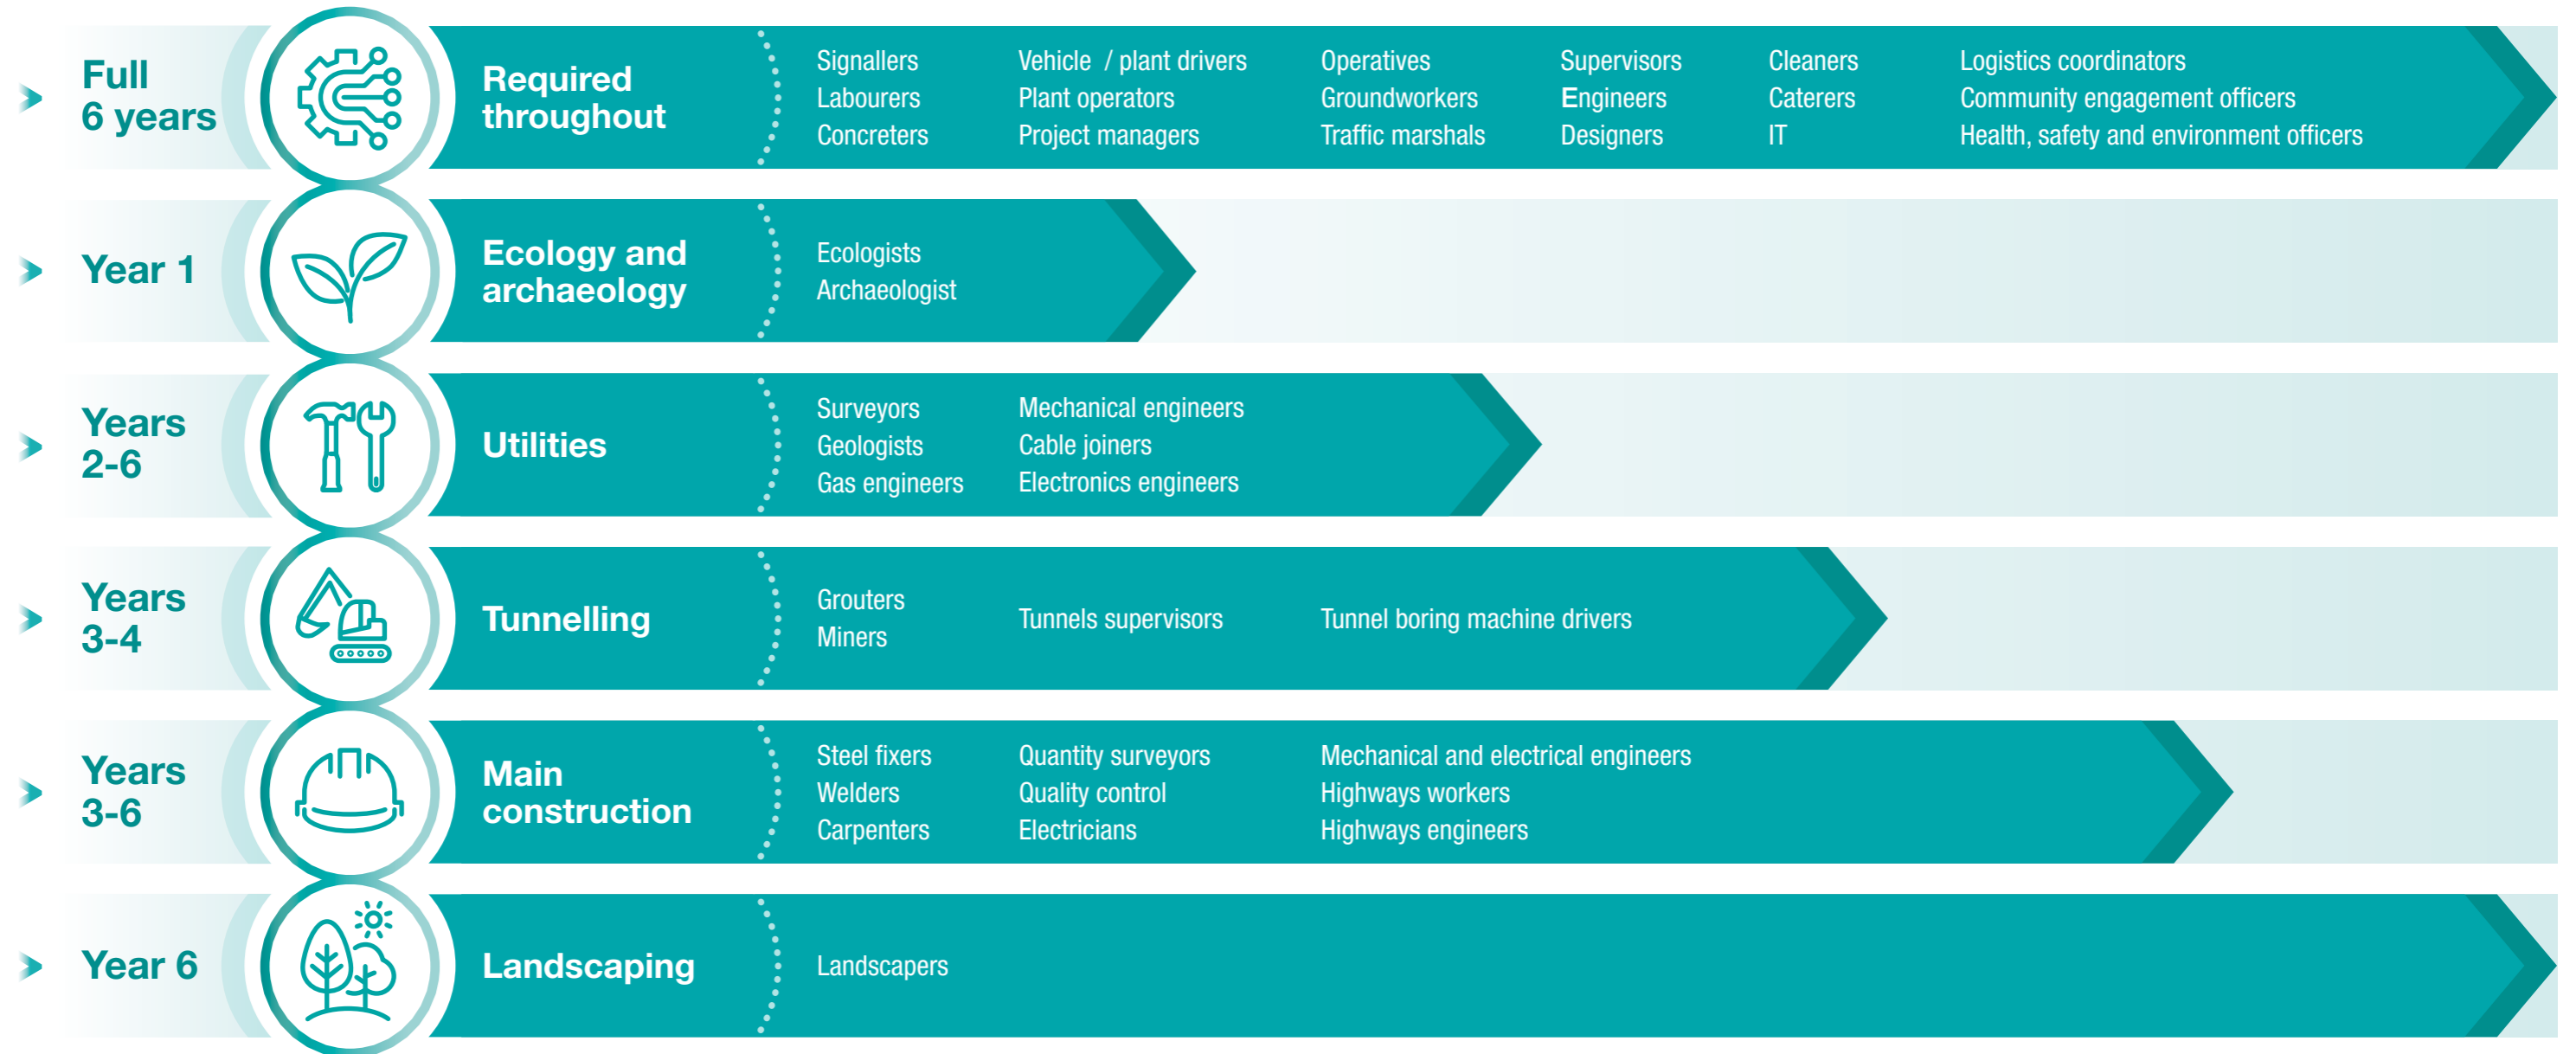 Full
6 years
Required
throughout
Signallers
Labourers
Concreters
Vehicle / plant drivers
Plant operators
Project managers
Operatives
Groundworkers
Traffic marshals
Supervisors
Engineers
Designers
Cleaners
Caterers
IT
Logistics coordinators
Community engagement officers
Health, safety and environment officers
Year 1
Ecology and
archaeology
Ecologists
Archaeologist
Years
2-6
Utilities
Surveyors
Geologists
Gas engineers
Mechanical engineers
Cable joiners
Electronics engineers
Years
3-4
Tunnelling
Grouters
Miners
Tunnels supervisors
Tunnel boring machine drivers
Years
3-6
Main
construction
Steel fixers
Welders
Carpenters
Quantity surveyors
Quality control
Electricians
Mechanical and electrical engineers
Highways workers
Highways engineers
Year 6
Landscaping
Landscapers